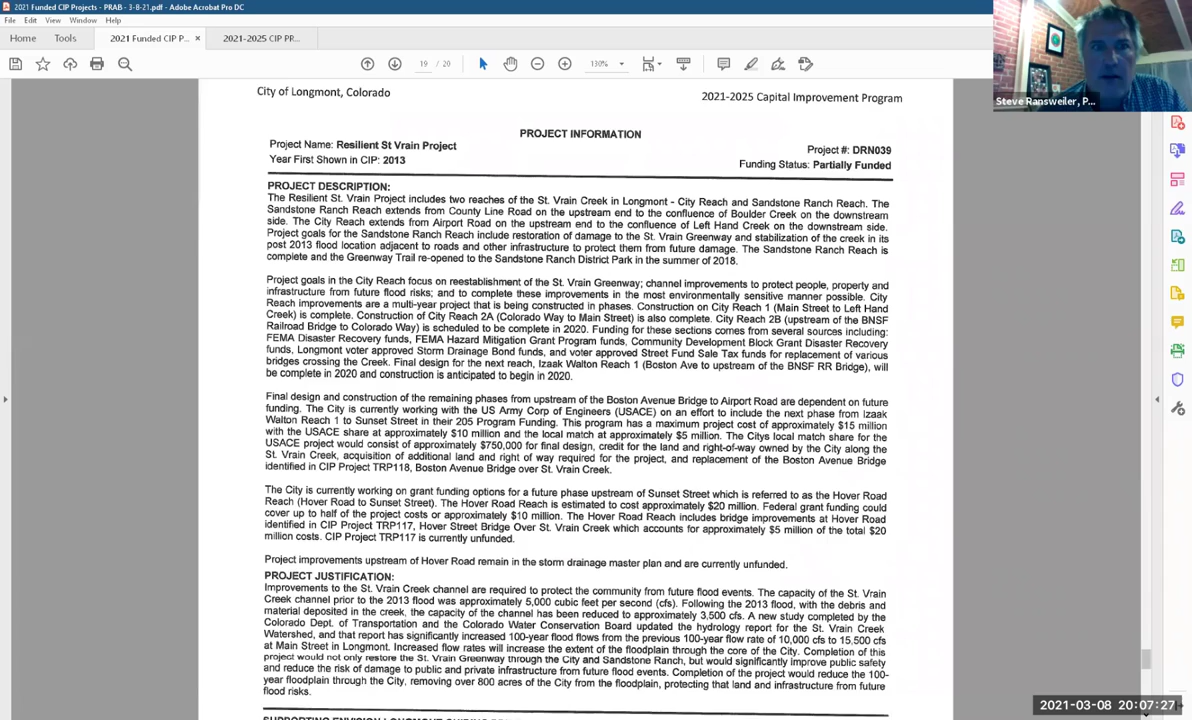 2021 Funded CIP Projects - PRAB - 3-8-21.pdf - Adobe Acrobat Pro DC
File Edit View Window Help
Home Tools 2021 Funded CIP P... × 2021-2025 CIP PR...
19 / 20 130%
Steve Ransweiler, P...
City of Longmont, Colorado
2021-2025 Capital Improvement Program
PROJECT INFORMATION
Project Name: Resilient St Vrain Project
Project #: DRN039
Year First Shown in CIP: 2013
Funding Status: Partially Funded
PROJECT DESCRIPTION:
The Resilient St. Vrain Project includes two reaches of the St. Vrain Creek in Longmont - City Reach and Sandstone Ranch Reach. The
Sandstone Ranch Reach extends from County Line Road on the upstream end to the confluence of Boulder Creek on the downstream
side. The City Reach extends from Airport Road on the upstream end to the confluence of Left Hand Creek on the downstream side.
Project goals for the Sandstone Ranch Reach include restoration of damage to the St. Vrain Greenway and stabilization of the creek in its
post 2013 flood location adjacent to roads and other infrastructure to protect them from future damage. The Sandstone Ranch Reach is
complete and the Greenway Trail re-opened to the Sandstone Ranch District Park in the summer of 2018.
Project goals in the City Reach focus on reestablishment of the St. Vrain Greenway; channel improvements to protect people, property and
infrastructure from future flood risks; and to complete these improvements in the most environmentally sensitive manner possible. City
Reach improvements are a multi-year project that is being constructed in phases. Construction on City Reach 1 (Main Street to Left Hand
Creek) is complete. Construction of City Reach 2A (Colorado Way to Main Street) is also complete. City Reach 2B (upstream of the BNSF
Railroad Bridge to Colorado Way) is scheduled to be complete in 2020. Funding for these sections comes from several sources including:
FEMA Disaster Recovery funds, FEMA Hazard Mitigation Grant Program funds, Community Development Block Grant Disaster Recovery
funds, Longmont voter approved Storm Drainage Bond funds, and voter approved Street Fund Sale Tax funds for replacement of various
bridges crossing the Creek. Final design for the next reach, Izaak Walton Reach 1 (Boston Ave to upstream of the BNSF RR Bridge), will
be complete in 2020 and construction is anticipated to begin in 2020.
Final design and construction of the remaining phases from upstream of the Boston Avenue Bridge to Airport Road are dependent on future
funding. The City is currently working with the US Army Corp of Engineers (USACE) on an effort to include the next phase from Izaak
Walton Reach 1 to Sunset Street in their 205 Program Funding. This program has a maximum project cost of approximately $15 million
with the USACE share at approximately $10 million and the local match at approximately $5 million. The Citys local match share for the
USACE project would consist of approximately $750,000 for final design, credit for the land and right-of-way owned by the City along the
St. Vrain Creek, acquisition of additional land and right of way required for the project, and replacement of the Boston Avenue Bridge
identified in CIP Project TRP118, Boston Avenue Bridge over St. Vrain Creek.
The City is currently working on grant funding options for a future phase upstream of Sunset Street which is referred to as the Hover Road
Reach (Hover Road to Sunset Street). The Hover Road Reach is estimated to cost approximately $20 million. Federal grant funding could
cover up to half of the project costs or approximately $10 million. The Hover Road Reach includes bridge improvements at Hover Road
identified in CIP Project TRP117, Hover Street Bridge Over St. Vrain Creek which accounts for approximately $5 million of the total $20
million costs. CIP Project TRP117 is currently unfunded.
Project improvements upstream of Hover Road remain in the storm drainage master plan and are currently unfunded.
PROJECT JUSTIFICATION:
Improvements to the St. Vrain Creek channel are required to protect the community from future flood events. The capacity of the St. Vrain
Creek channel prior to the 2013 flood was approximately 5,000 cubic feet per second (cfs). Following the 2013 flood, with the debris and
material deposited in the creek, the capacity of the channel has been reduced to approximately 3,500 cfs. A new study completed by the
Colorado Dept. of Transportation and the Colorado Water Conservation Board updated the hydrology report for the St. Vrain Creek
Watershed, and that report has significantly increased 100-year flood flows from the previous 100-year flow rate of 10,000 cfs to 15,500 cfs
at Main Street in Longmont. Increased flow rates will increase the extent of the floodplain through the core of the City. Completion of this
project would not only restore the St. Vrain Greenway through the City and Sandstone Ranch, but would significantly improve public safety
and reduce the risk of damage to public and private infrastructure from future flood events. Completion of the project would reduce the 100-
year floodplain through the City, removing over 800 acres of the City from the floodplain, protecting that land and infrastructure from future
flood risks.
2021-03-08 20:07:27